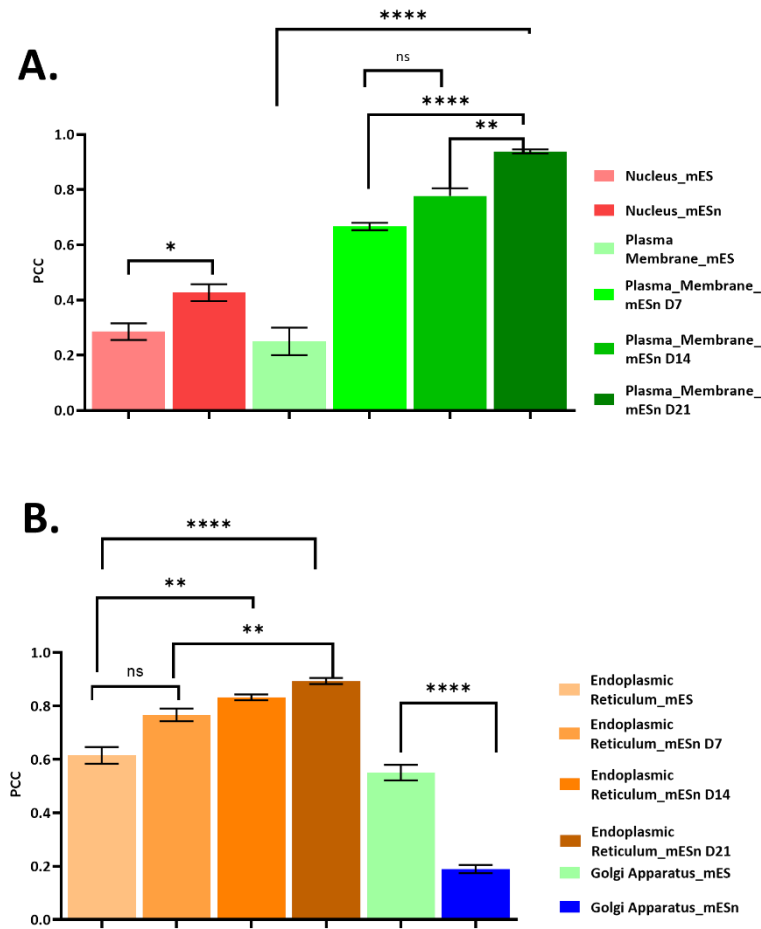 A.
****
ns
****
**
*
1.0
0.8
0.6
0.4
0.2
0.0
PCC
Nucleus_mES
Nucleus_mESn
Plasma
Membrane_mES
Plasma_Membrane_
mESn D7
Plasma_Membrane_
mESn D14
Plasma_Membrane_
mESn D21
B.
****
**
**
ns
****
1.0
0.8
0.6
0.4
0.2
0.0
PCC
Endoplasmic
Reticulum_mES
Endoplasmic
Reticulum_mESn D7
Endoplasmic
Reticulum_mESn D14
Endoplasmic
Reticulum_mESn D21
Golgi Apparatus_mES
Golgi Apparatus_mESn